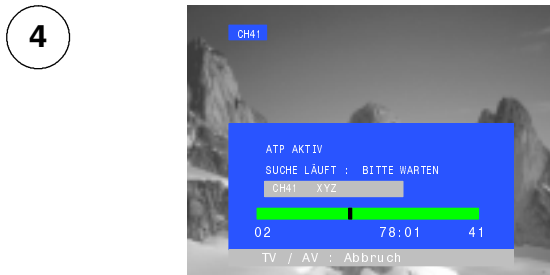 4
CH41
ATP AKTIV
SUCHE LÄUFT : BITTE WARTEN
CH41 XYZ
02 78:01 41
TV / AV : Abbruch